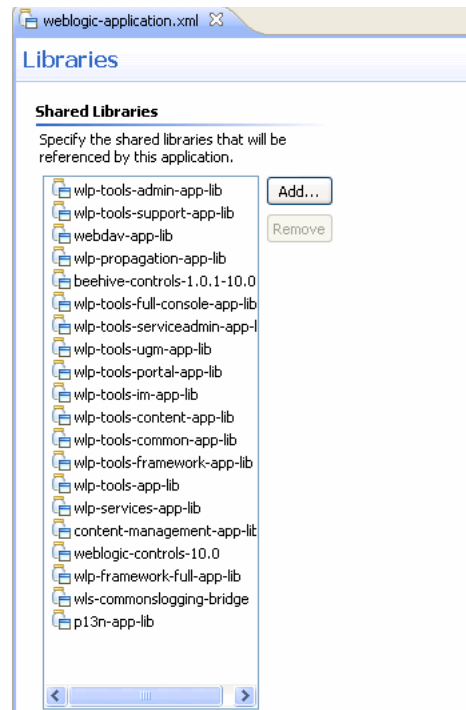 weblogic-application.xml
Libraries
Shared Libraries
Specify the shared libraries that will be
referenced by this application.
wlp-tools-admin-app-lib
Add...
wlp-tools-support-app-lib
webdav-app-lib
Remove
wlp-propagation-app-lib
beehive-controls-1.0.1-10.0
wlp-tools-full-console-app-lib
wlp-tools-serviceadmin-app-l
wlp-tools-ugm-app-lib
wlp-tools-portal-app-lib
wlp-tools-im-app-lib
wlp-tools-content-app-lib
wlp-tools-common-app-lib
wlp-tools-framework-app-lib
wlp-tools-app-lib
wlp-services-app-lib
content-management-app-lit
weblogic-controls-10.0
wlp-framework-full-app-lib
wls-commonslogging-bridge
p13n-app-lib